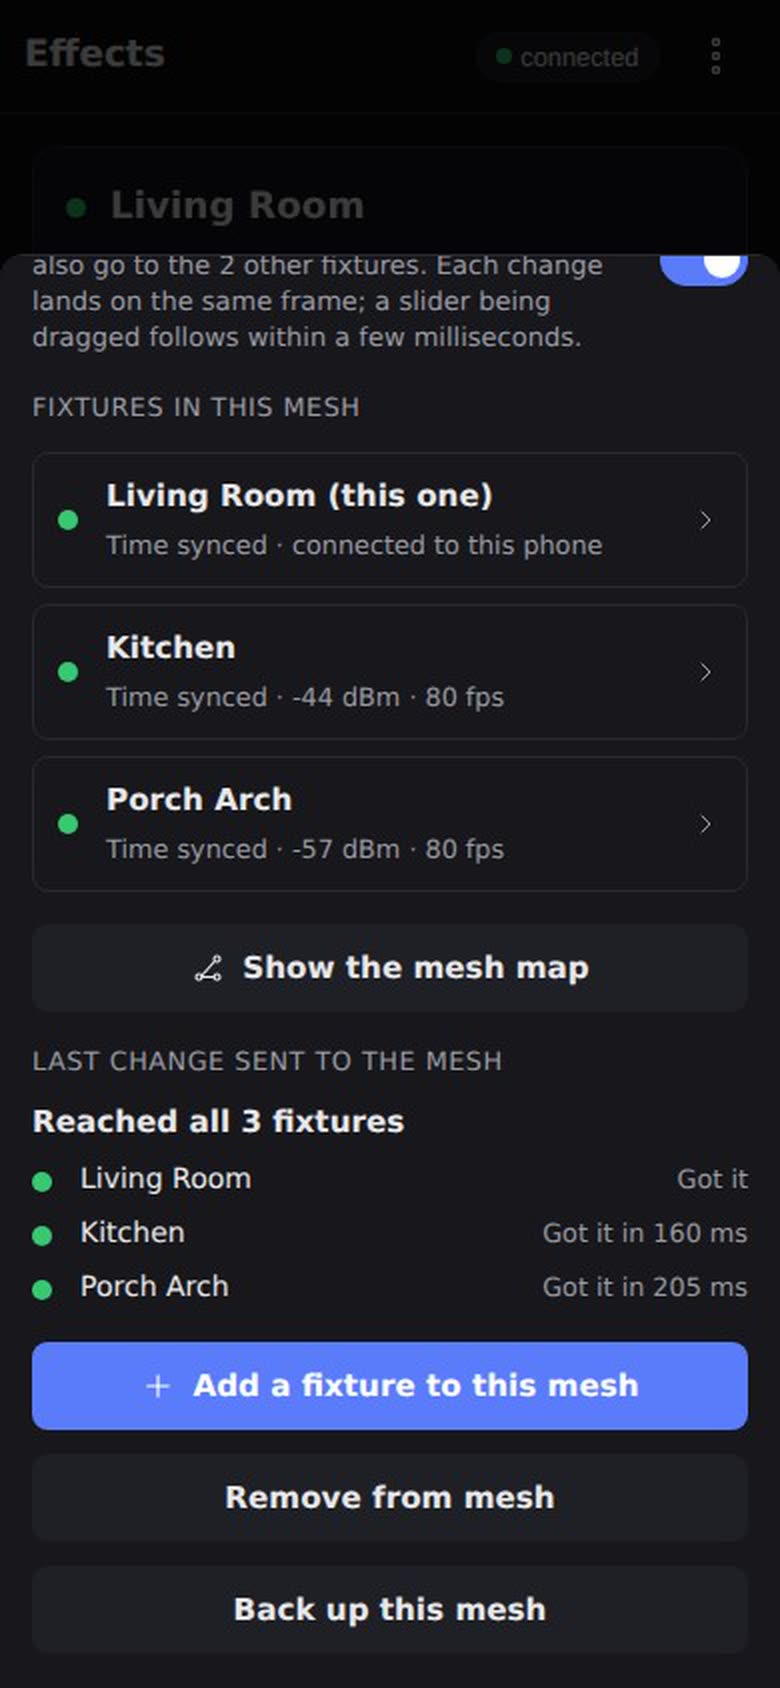 Effects
connected
Living Room
also go to the 2 other fixtures. Each change
lands on the same frame; a slider being
dragged follows within a few milliseconds.
FIXTURES IN THIS MESH
Living Room (this one)
Time synced · connected to this phone
Kitchen
Time synced · -44 dBm · 80 fps
Porch Arch
Time synced · -57 dBm · 80 fps
Show the mesh map
LAST CHANGE SENT TO THE MESH
Reached all 3 fixtures
Living Room Got it
Kitchen Got it in 160 ms
Porch Arch Got it in 205 ms
Add a fixture to this mesh
Remove from mesh
Back up this mesh